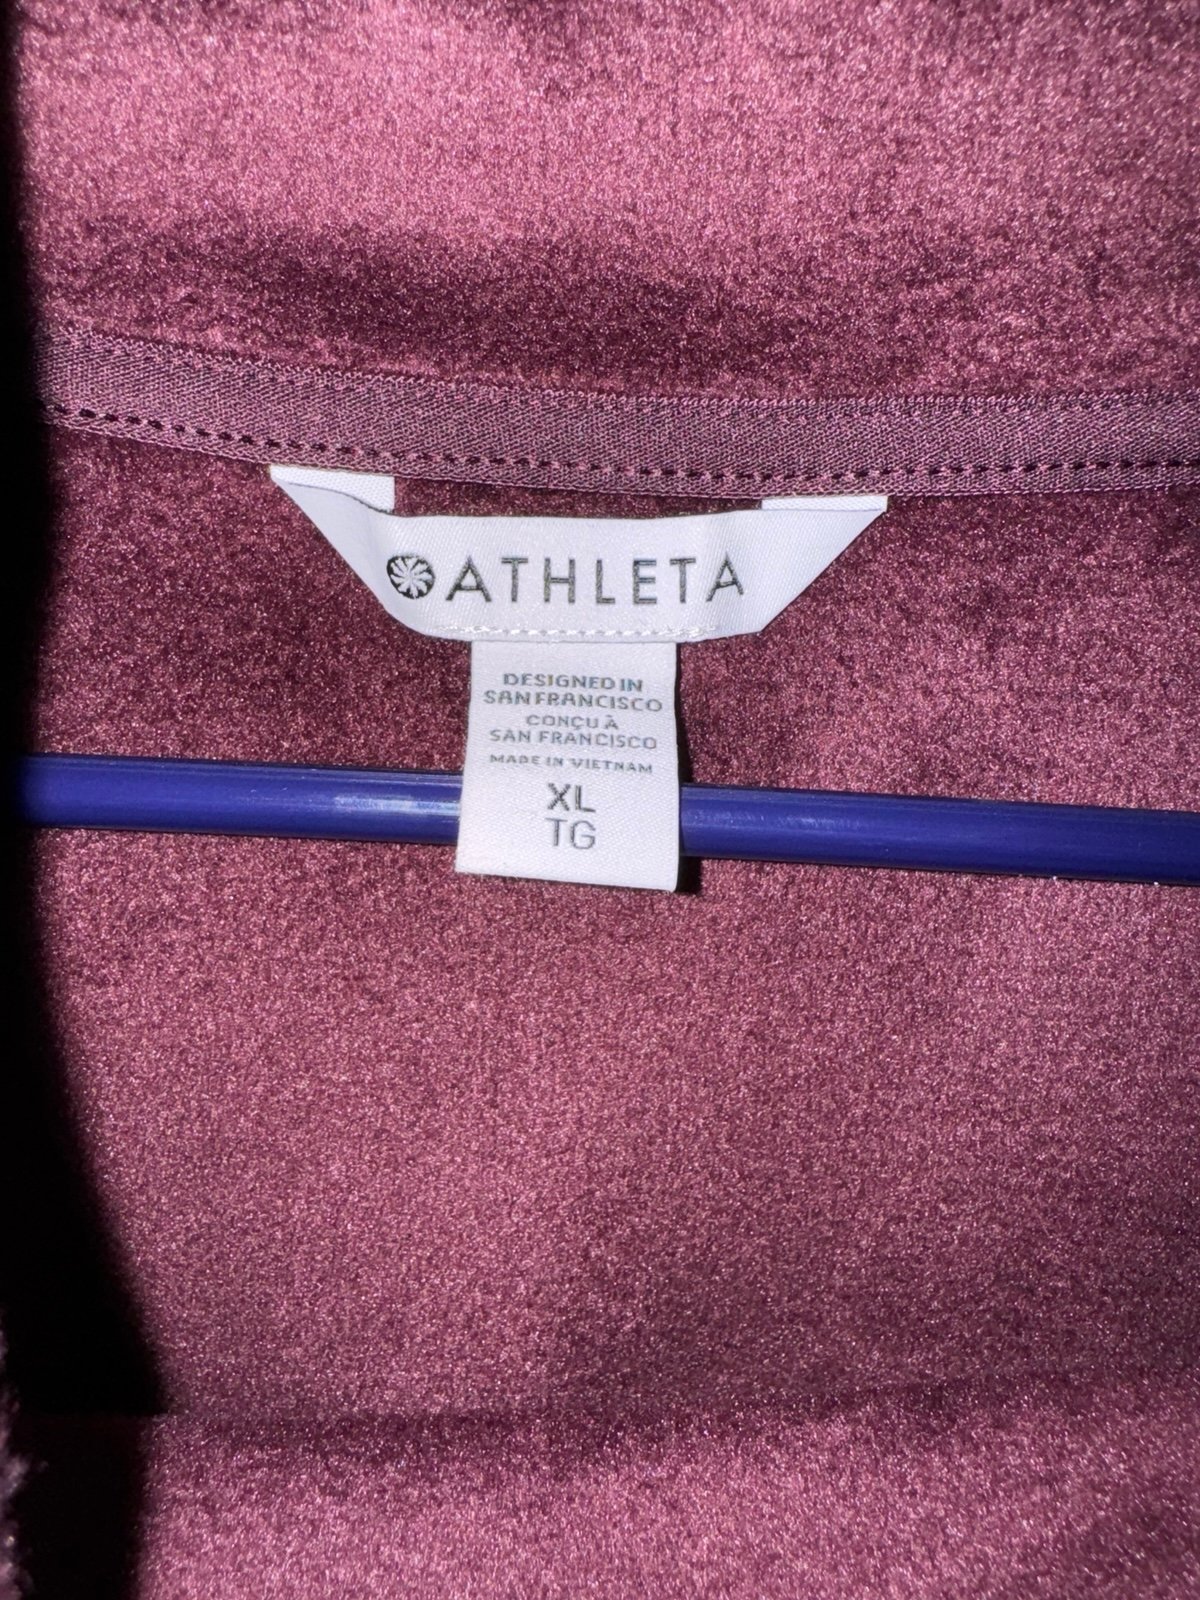 ATHLETA
DESIGNED IN
SAN FRANCISCO
CONÇU À
SAN FRANCISCO
MADE IN VIETNAM
XL
TG